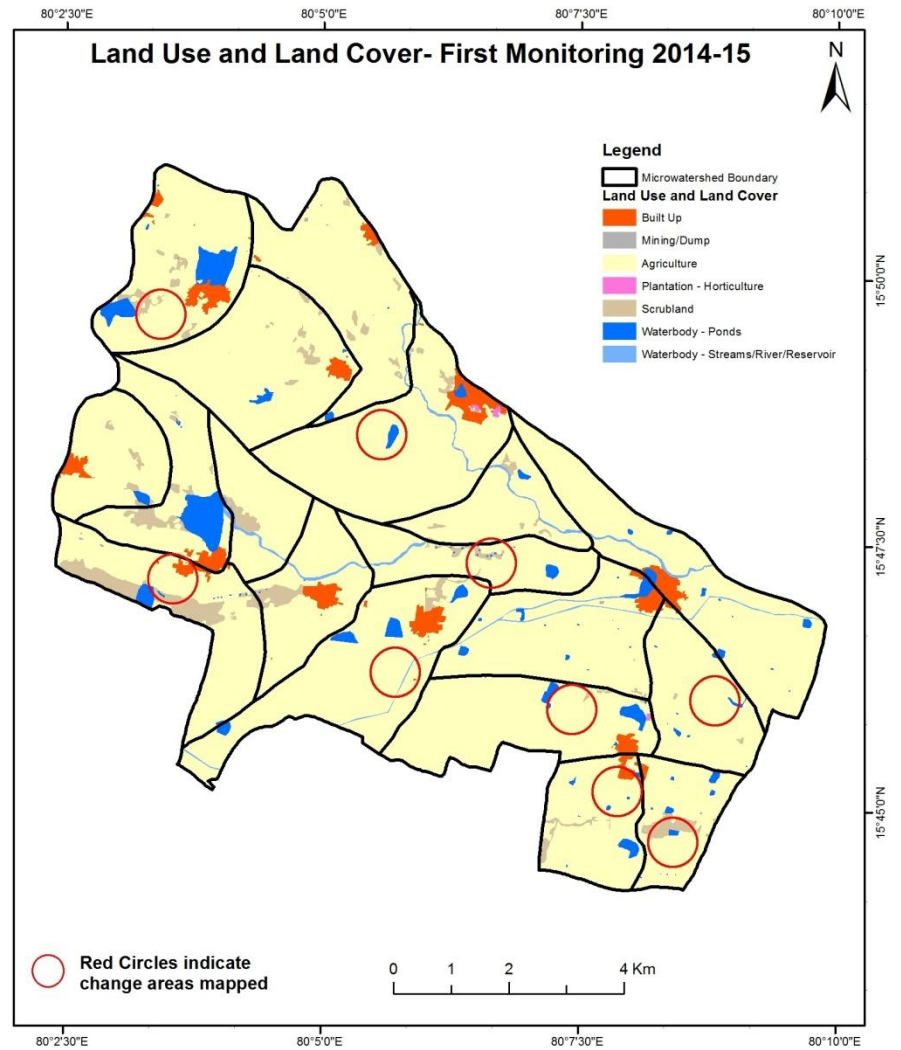 80°2'30"E 80°5'0"E 80°7'30"E 80°10'0"E
Land Use and Land Cover- First Monitoring 2014-15
N
Legend
Microwatershed Boundary
Land Use and Land Cover
Built Up
Mining/Dump
Agriculture
Plantation - Horticulture
Scrubland
Waterbody - Ponds
Waterbody - Streams/River/Reservoir
15°50'0"N
15°47'30"N
15°45'0"N
Red Circles indicate
change areas mapped
0 1 2 4 Km
80°2'30"E 80°5'0"E 80°7'30"E 80°10'0"E